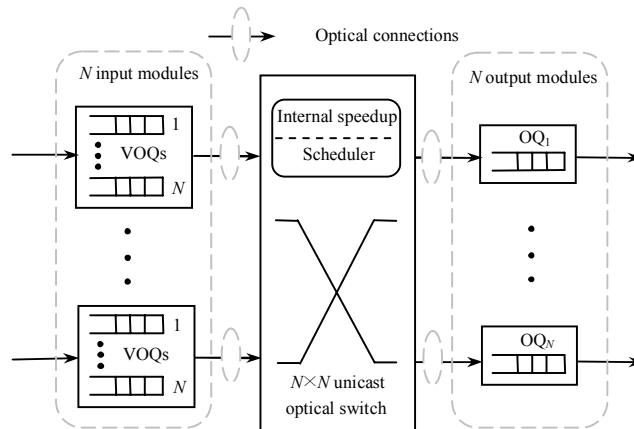 Optical connections
N input modules
N output modules
1
VOQs
N
Internal speedup
Scheduler
OQ1
1
VOQs
N
N×N unicast
optical switch
OQN